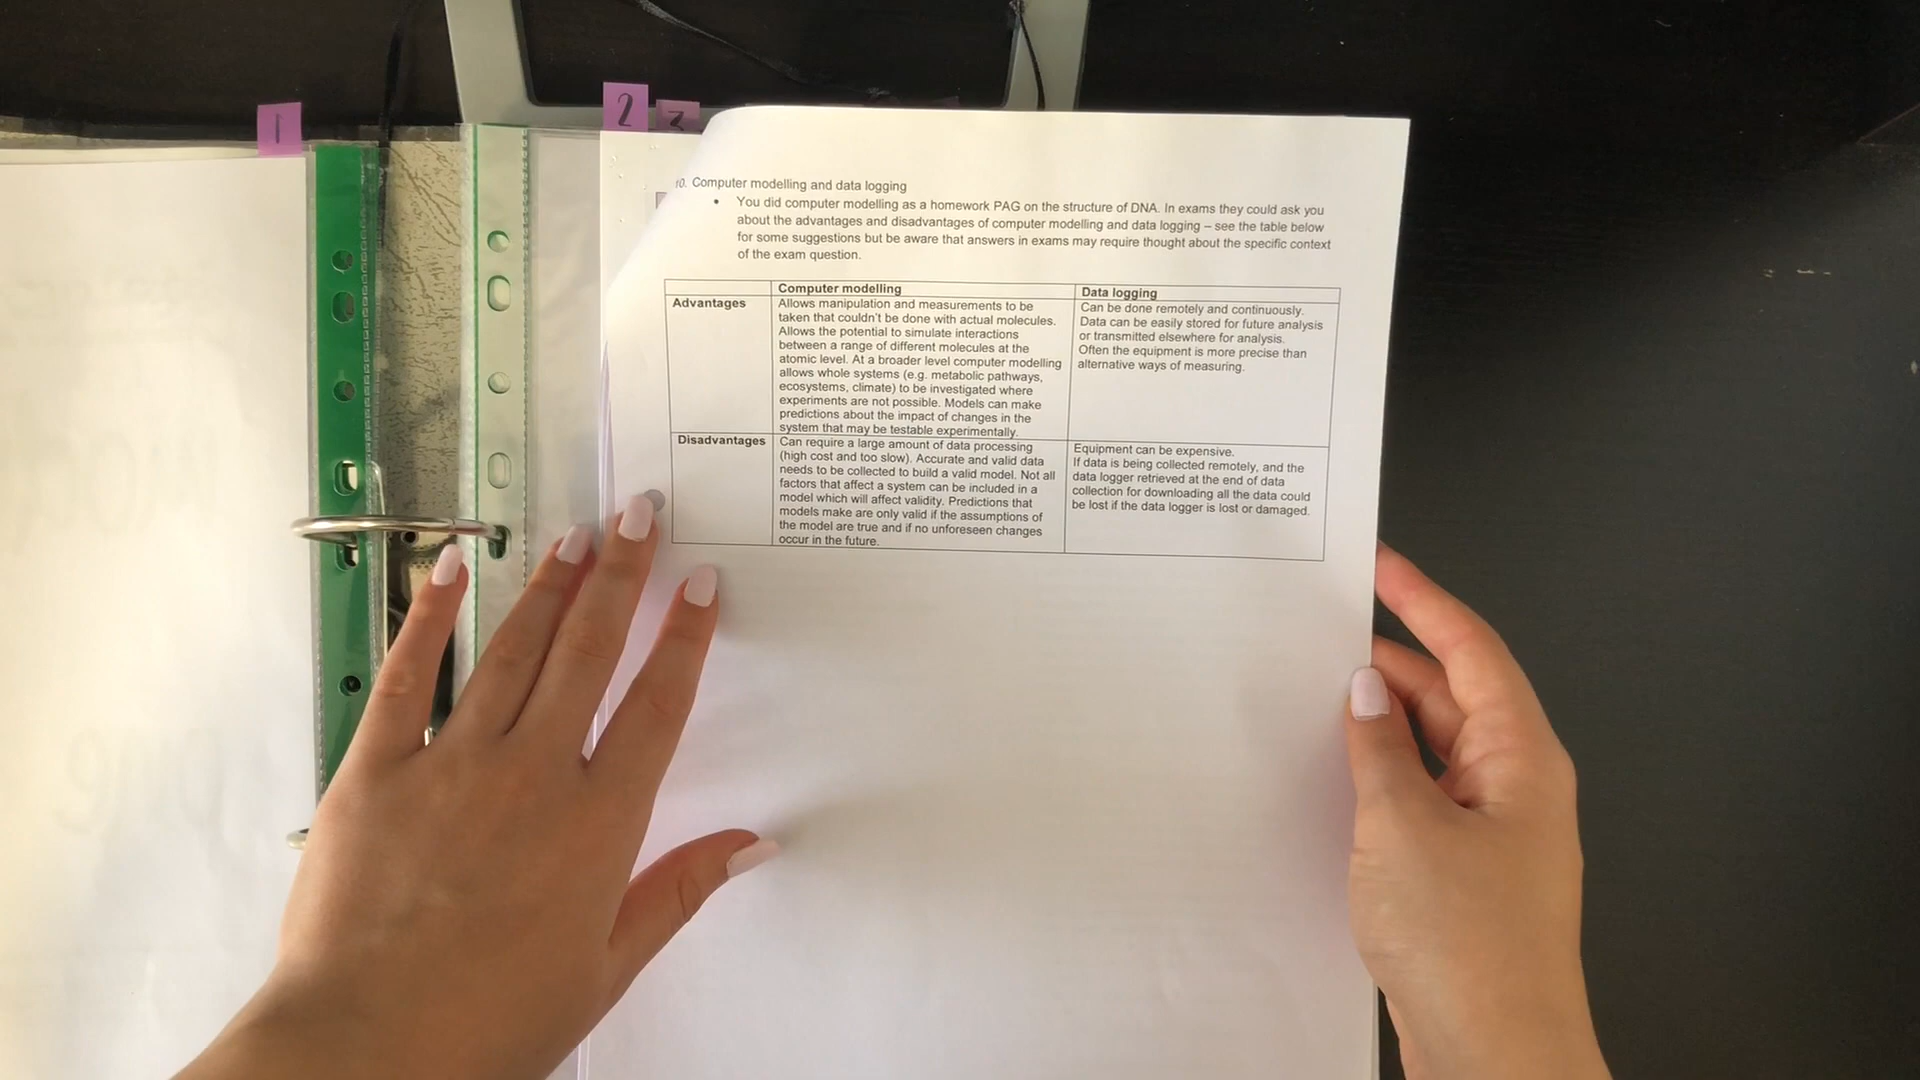 1
2
3
10. Computer modelling and data logging
• You did computer modelling as a homework PAG on the structure of DNA. In exams they could ask you
about the advantages and disadvantages of computer modelling and data logging – see the table below
for some suggestions but be aware that answers in exams may require thought about the specific context
of the exam question.
Computer modelling
Data logging
Advantages
Allows manipulation and measurements to be
taken that couldn't be done with actual molecules.
Allows the potential to simulate interactions
between a range of different molecules at the
atomic level. At a broader level computer modelling
allows whole systems (e.g. metabolic pathways,
ecosystems, climate) to be investigated where
experiments are not possible. Models can make
predictions about the impact of changes in the
system that may be testable experimentally.
Can be done remotely and continuously.
Data can be easily stored for future analysis
or transmitted elsewhere for analysis.
Often the equipment is more precise than
alternative ways of measuring.
Disadvantages
Can require a large amount of data processing
(high cost and too slow). Accurate and valid data
needs to be collected to build a valid model. Not all
factors that affect a system can be included in a
model which will affect validity. Predictions that
models make are only valid if the assumptions of
the model are true and if no unforeseen changes
occur in the future.
Equipment can be expensive.
If data is being collected remotely, and the
data logger retrieved at the end of data
collection for downloading all the data could
be lost if the data logger is lost or damaged.